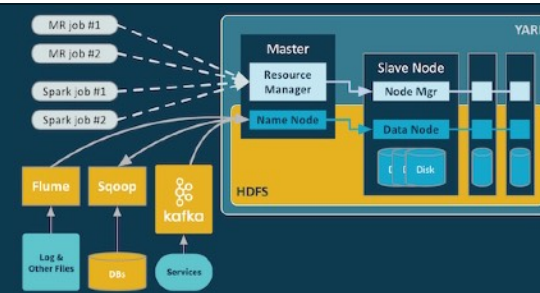 MR job #1
MR job #2
Spark job #1
Spark job #2
YAR
Master
Resource
Manager
Name Node
Slave Node
Node Mgr
Data Node
Disk
HDFS
Flume
Sqoop
kafka
Log &
Other Files
DBs
Services